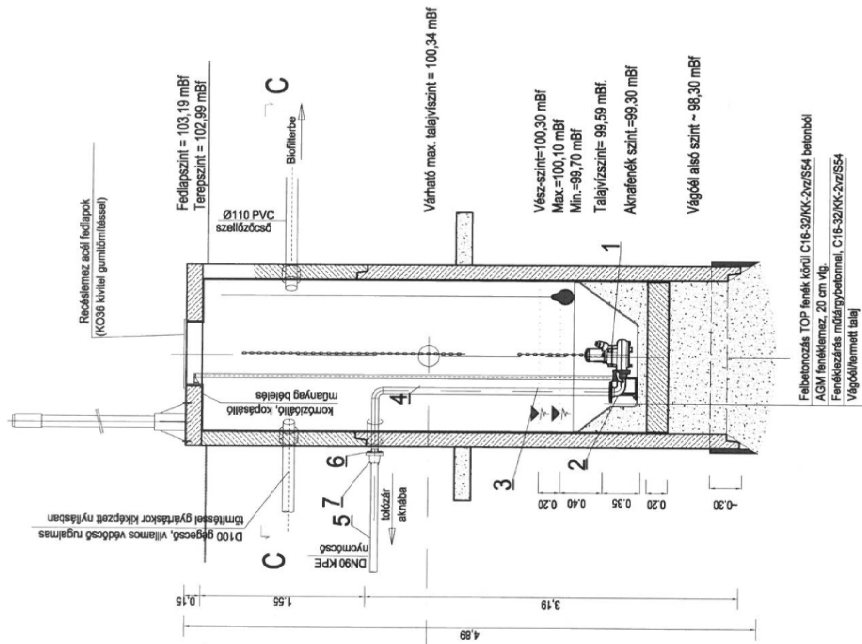 Recéslemez acél fedlapok
(KO36 kivitel gumitömítéssel)
Fedlapszint = 103,19 mBf
Terepszint = 102,99 mBf
C
Biofilterbe
Ø110 PVC
szellőzőcső
Várható max. talajvízszint = 100,34 mBf
Vész-szint=100,30 mBf
Max.=100,10 mBf
Min.=99,70 mBf
Talajvízszint= 99,59 mBf
Aknafenék szint.=99,30 mBf
Vágóél alsó szint ~ 98,30 mBf
1
2
3
4
korrózióálló, kopásálló
műanyag bélelés
6
7
5
tolózár
aknába
DN90 KPE
nyomócső
C
D100 gégecső, villamos védőcső rugalmas
tömítéssel gyártáskor kiképzett nyílásban
Felbetonozás TOP fenék körül C16-32/KK-2vz/S54 betonból
AGM feneklemez, 20 cm vtg.
Fenéklezárás műtárgybetonnal, C16-32/KK-2vz/S54
Vágóél/termett talaj
0.20
0.40
0.35
0.20
~0.30
0,15
1.55
3,19
4,89